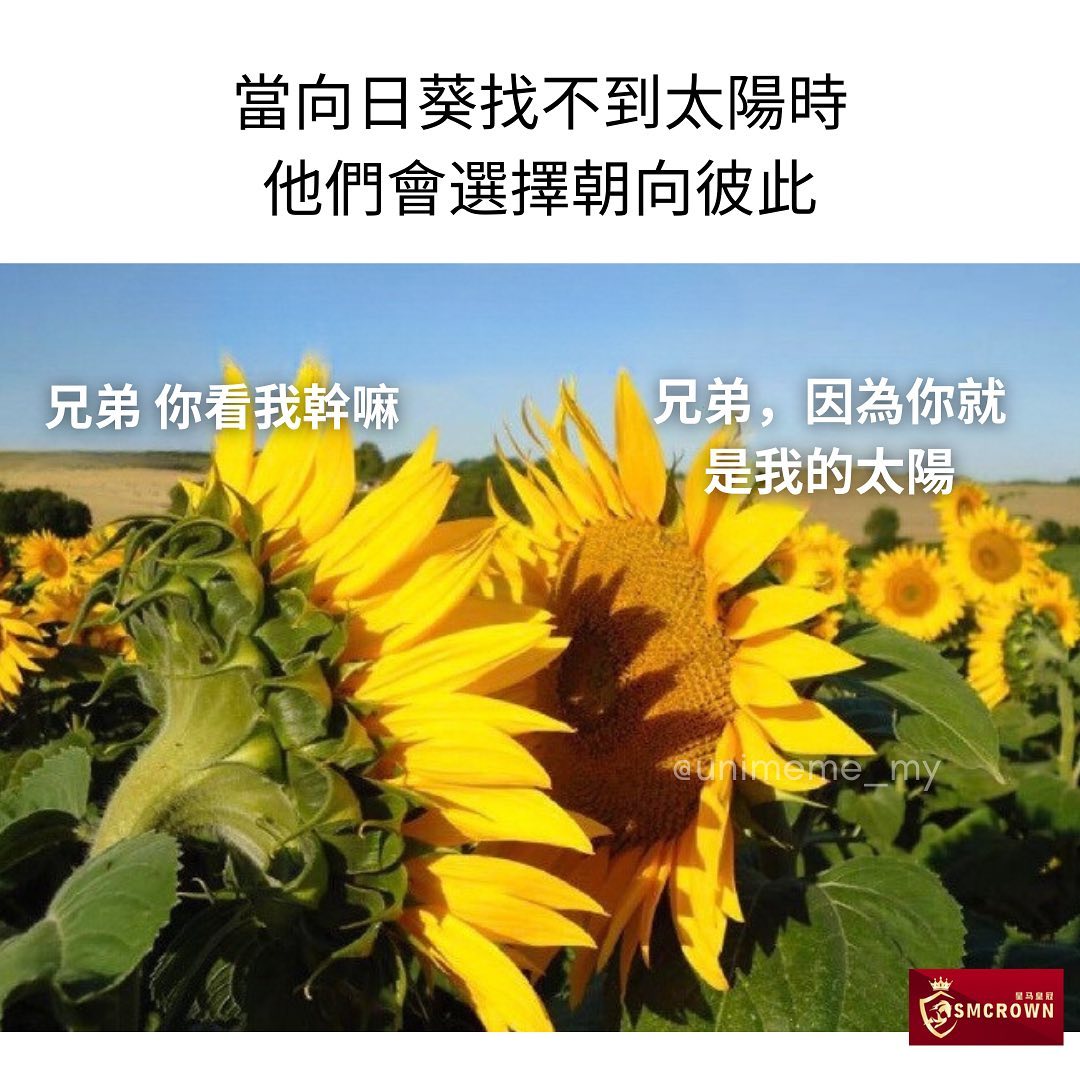 當向日葵找不到太陽時
他們會選擇朝向彼此
兄弟 你看我幹嘛
兄弟，因為你就
是我的太陽
@unimeme_my
皇马皇冠
SMCROWN